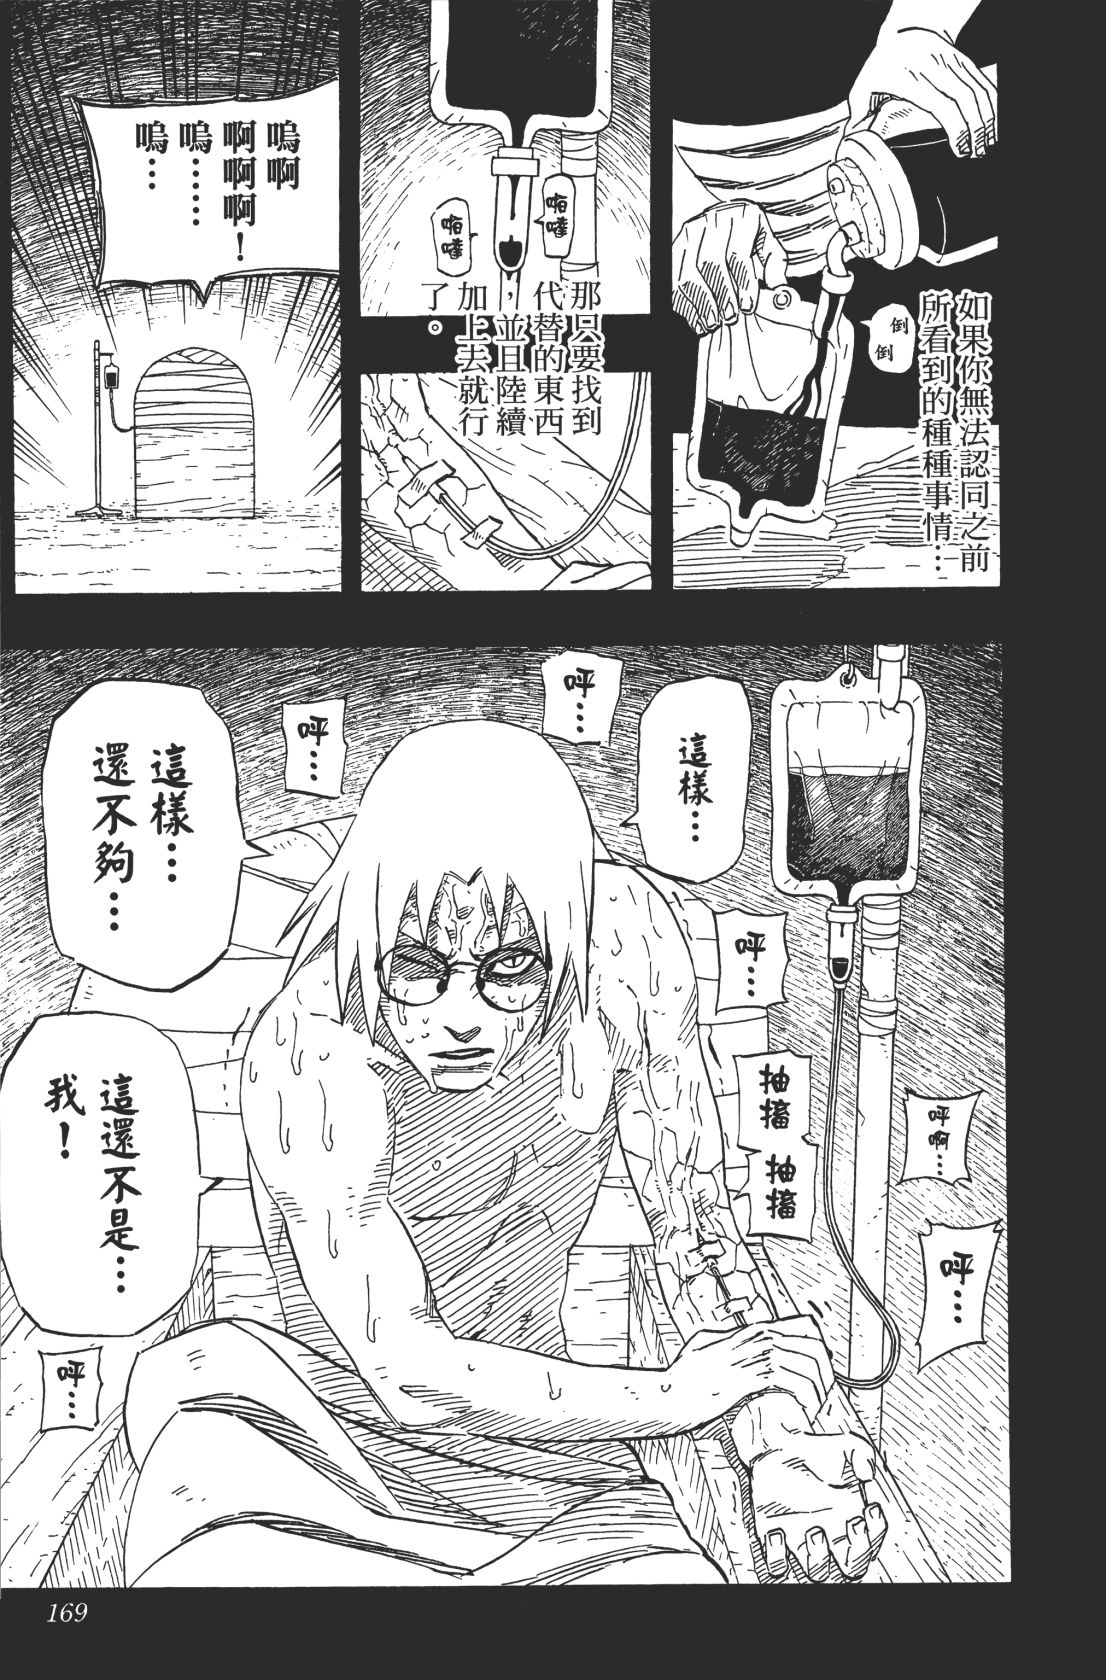 如果你無法認同之前
所看到的種種事情…
倒
倒
啪噠
啪噠
那只要找到
代替的東西
，並且陸續
加上去就行
了。
嗚啊
啊啊啊！
嗚……
嗚…
這樣…
呼…
呼…
這樣…
還不夠…
呼…
抽搐
抽搐
呼啊…
呼…
這還不是…
我！
呼…
169